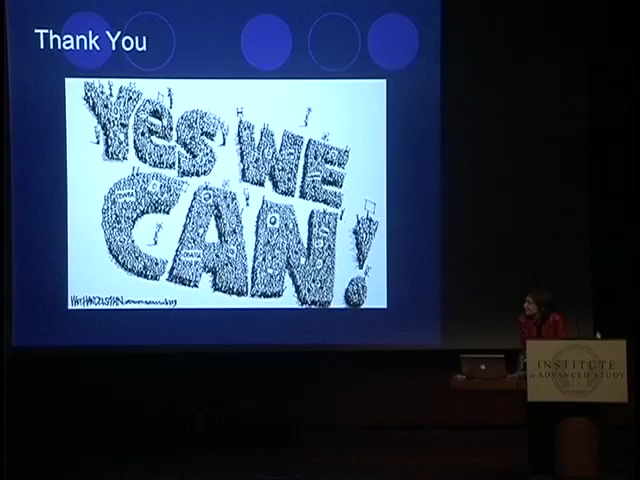 Thank You
YES WE
CAN!
INSTITUTE
ADVANCED STUDY